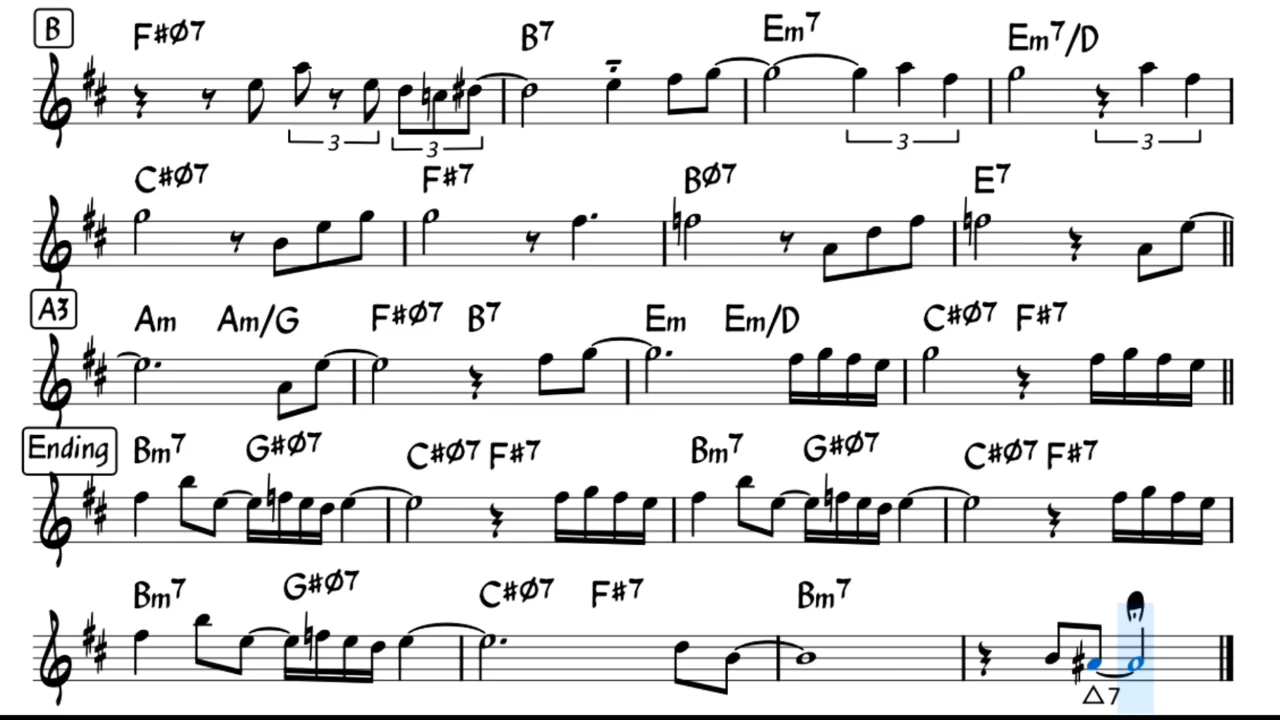 B F#Ø7 B7 Em7 Em7/D
3 3 3 3
C#Ø7 F#7 BØ7 E7
A3 Am Am/G F#Ø7 B7 Em Em/D C#Ø7 F#7
Ending Bm7 G#Ø7 C#Ø7 F#7 Bm7 G#Ø7 C#Ø7 F#7
Bm7 G#Ø7 C#Ø7 F#7 Bm7
△7